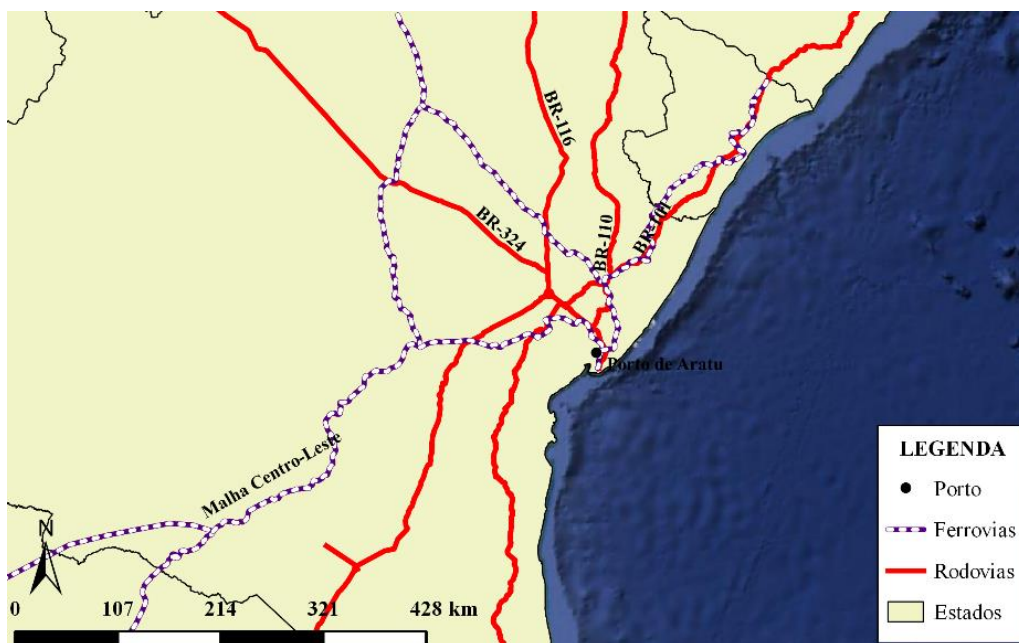 BR-116
BR-324
BR-110
BR-101
Porto de Aratu
Malha Centro-Leste
N
0 107 214 321 428 km
LEGENDA
Porto
Ferrovias
Rodovias
Estados